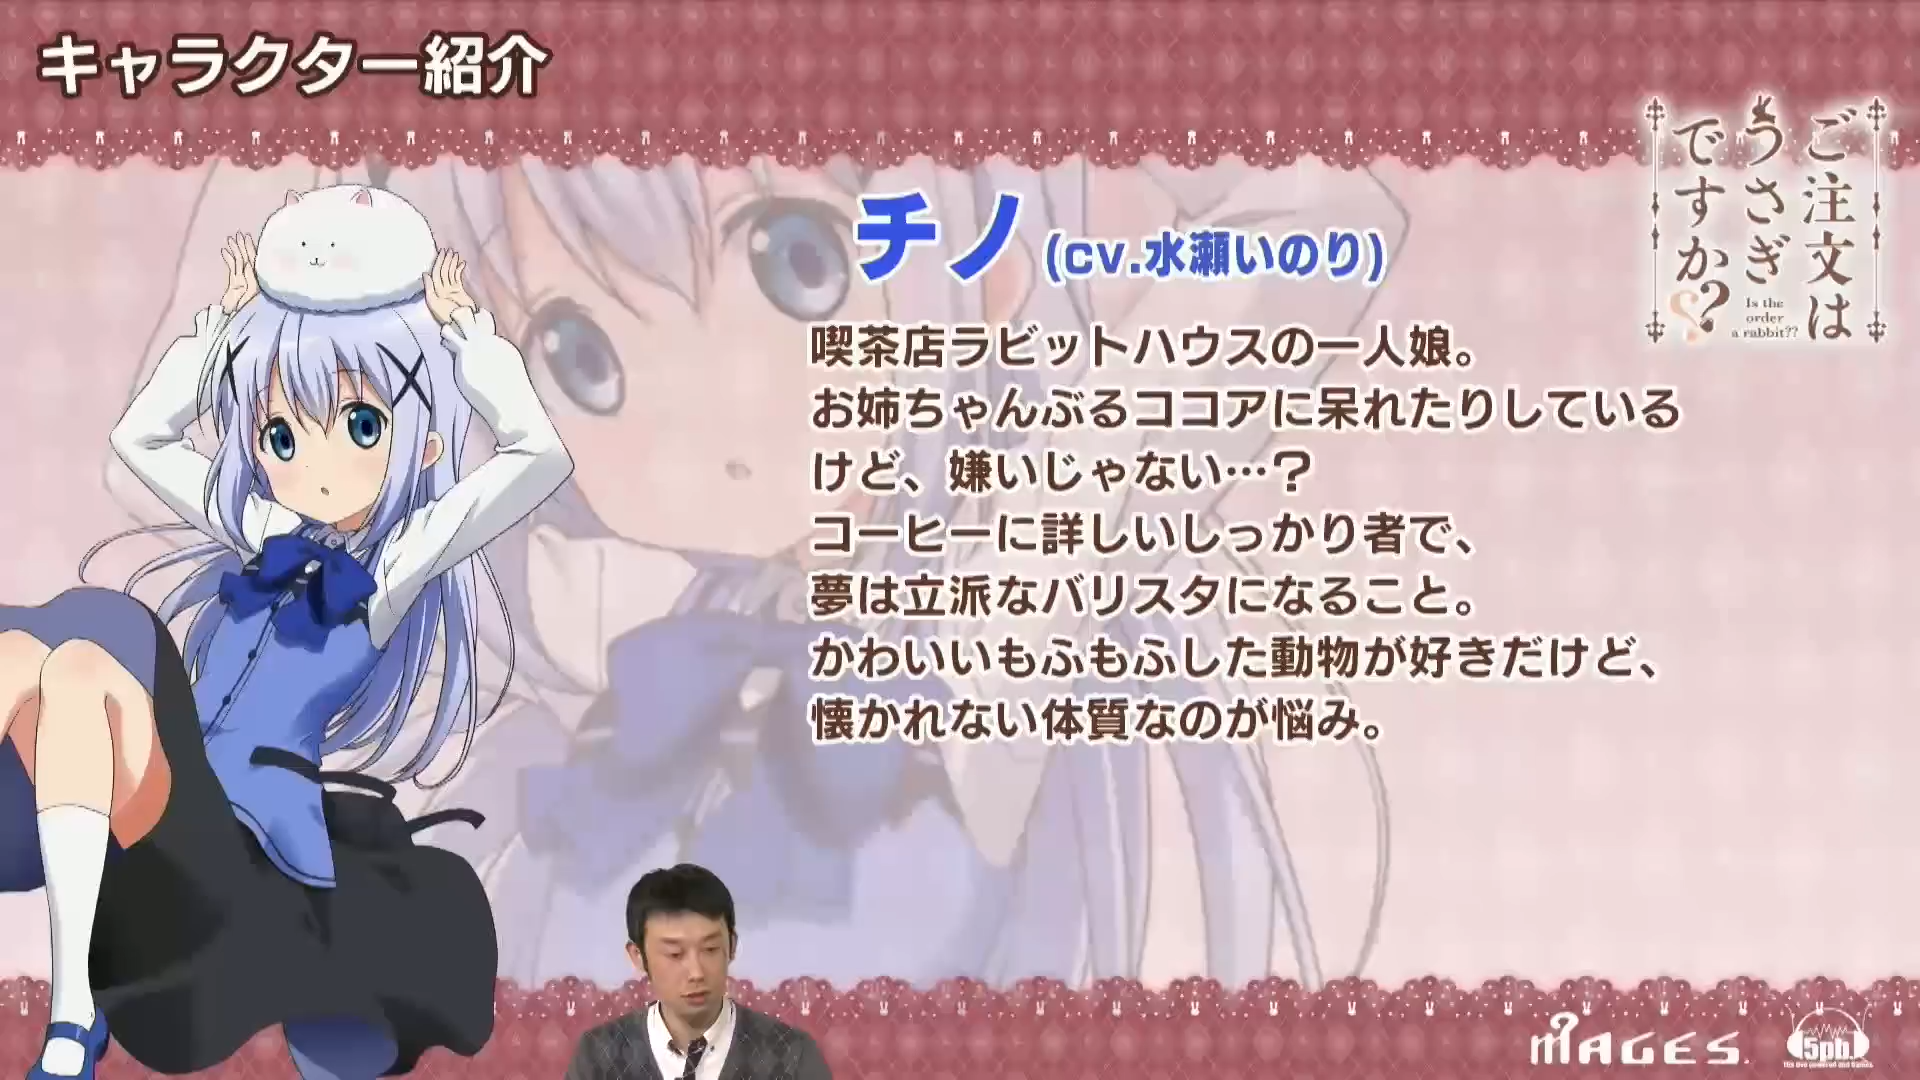 キャラクター紹介
ご注文は
うさぎ
ですか??
Is the
order
a rabbit??
チノ (cv.水瀬いのり)
喫茶店ラビットハウスの一人娘。
お姉ちゃんぶるココアに呆れたりしている
けど、嫌いじゃない…？
コーヒーに詳しいしっかり者で、
夢は立派なバリスタになること。
かわいいもふもふした動物が好きだけど、
懐かれない体質なのが悩み。
MAGES.
5pb.